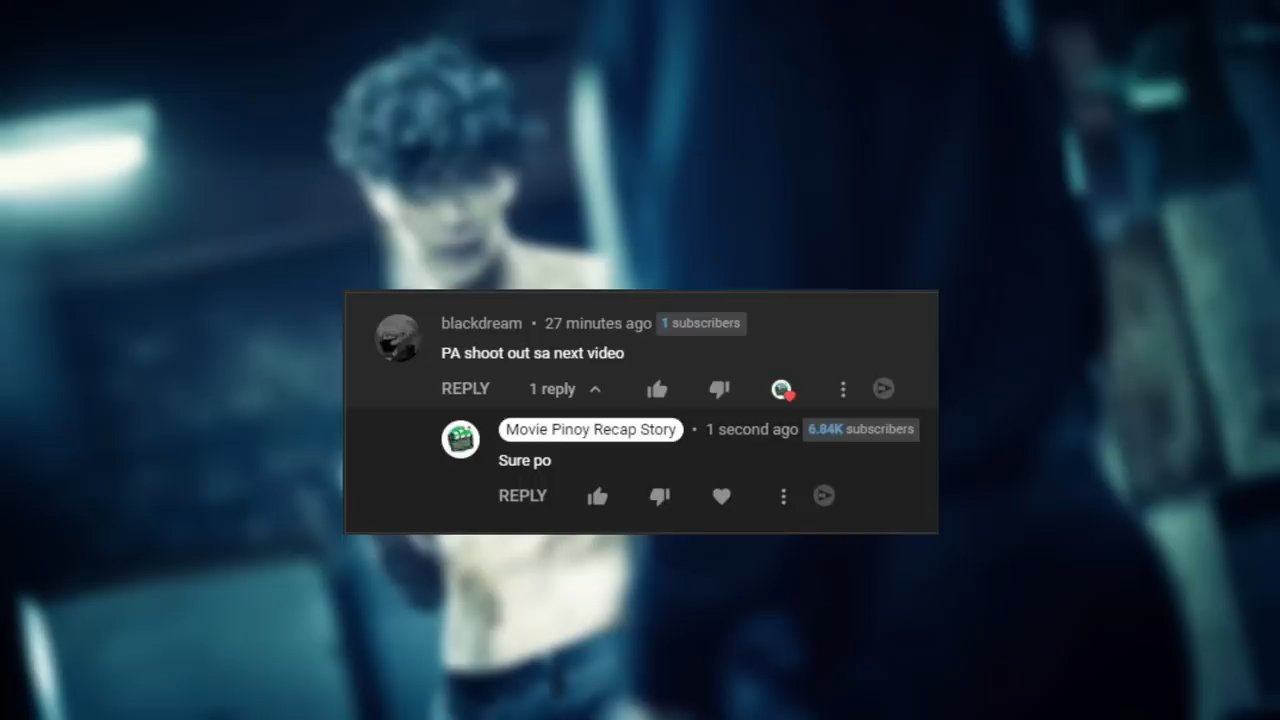 blackdream • 27 minutes ago 1 subscribers
PA shoot out sa next video
REPLY 1 reply
Movie Pinoy Recap Story • 1 second ago 6.84K subscribers
Sure po
REPLY